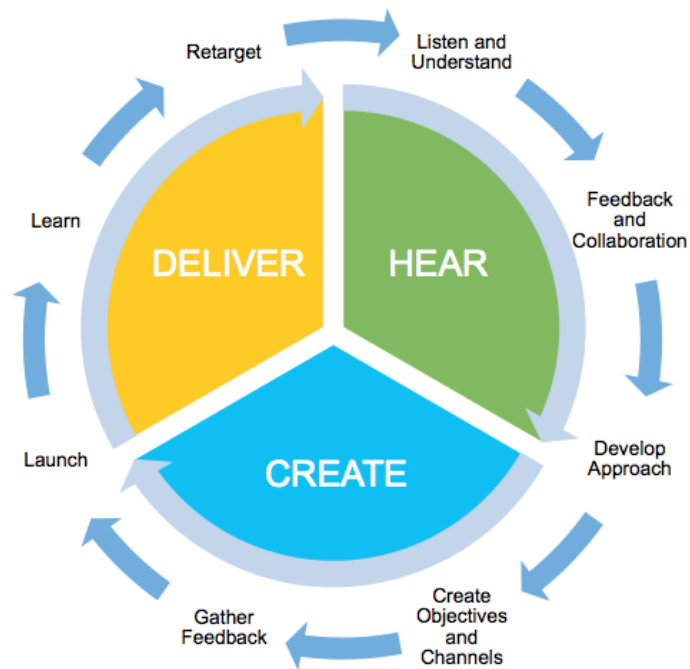 Retarget
Listen and
Understand
Feedback
and
Collaboration
Learn
DELIVER
HEAR
Develop
Approach
Launch
CREATE
Create
Objectives
and
Channels
Gather
Feedback